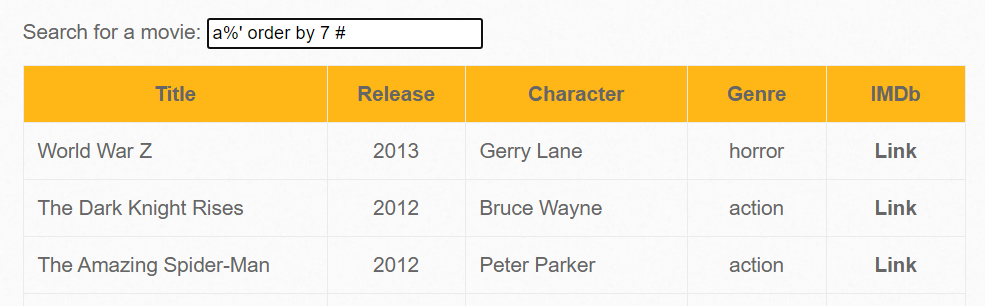 Search for a movie: a%' order by 7 #
Title Release Character Genre IMDb
World War Z 2013 Gerry Lane horror Link
The Dark Knight Rises 2012 Bruce Wayne action Link
The Amazing Spider-Man 2012 Peter Parker action Link